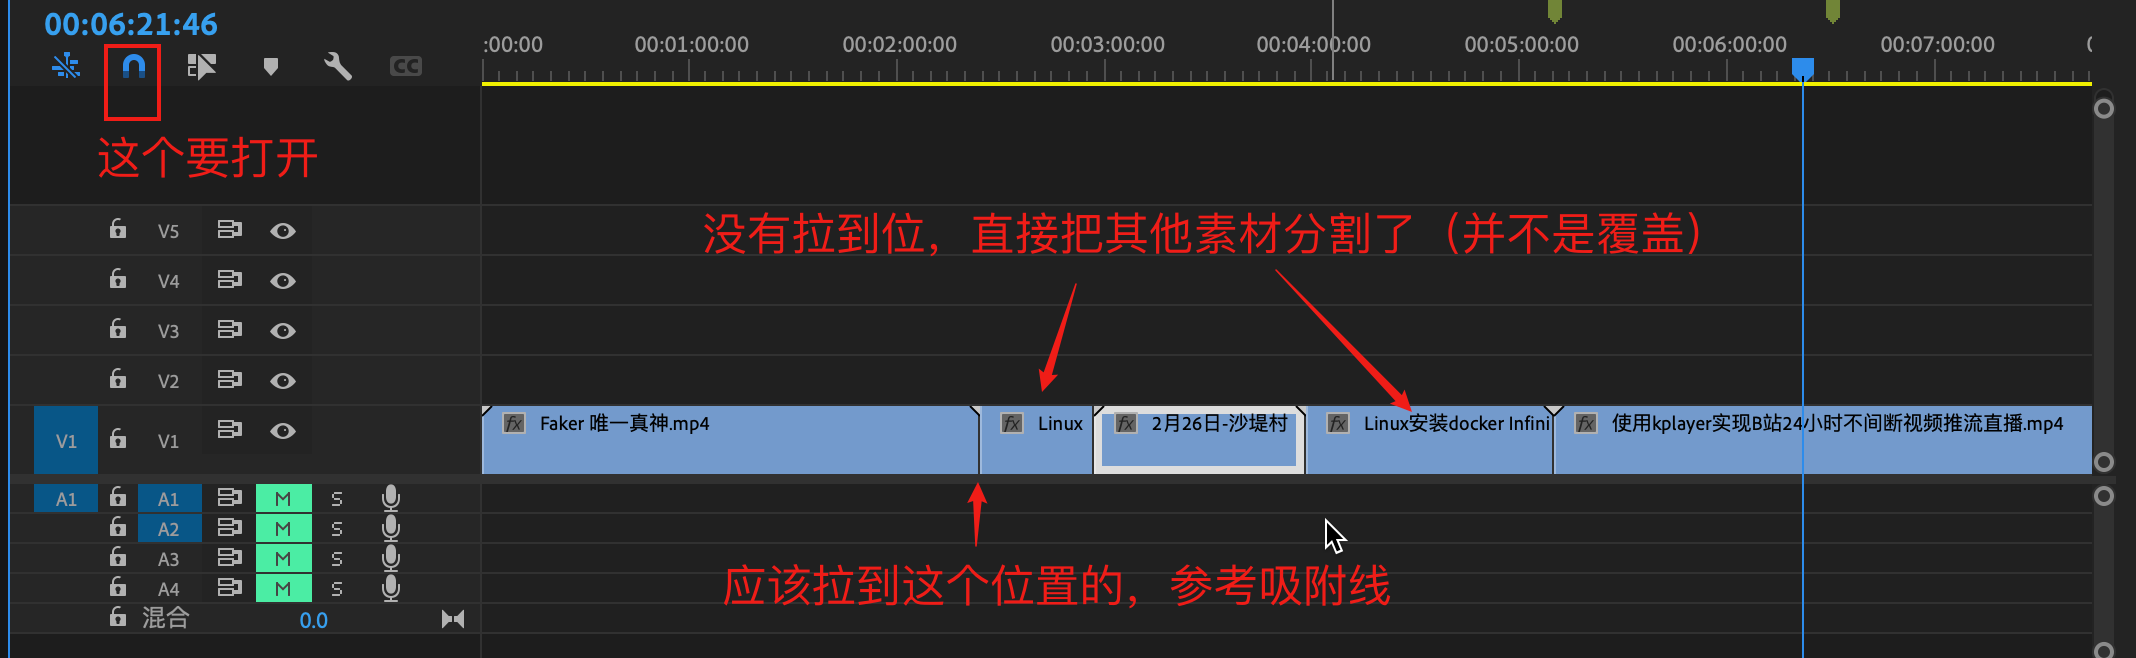 00:06:21:46
:00:00 00:01:00:00 00:02:00:00 00:03:00:00 00:04:00:00 00:05:00:00 00:06:00:00 00:07:00:00
CC
这个要打开
没有拉到位，直接把其他素材分割了（并不是覆盖）
V5
V4
V3
V2
V1 V1
fx Faker 唯一真神.mp4 fx Linux fx 2月26日-沙堤村 fx Linux安装docker Infini fx 使用kplayer实现B站24小时不间断视频推流直播.mp4
A1 A1 M S
A2 M S
A3 M S
A4 M S
应该拉到这个位置的，参考吸附线
混合 0.0